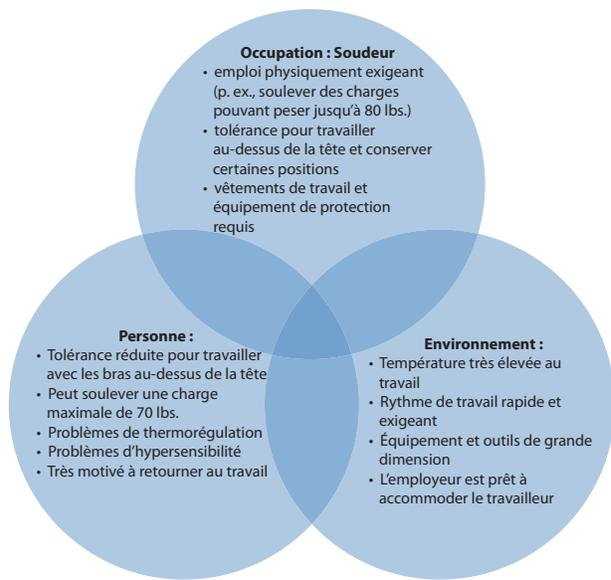 Occupation : Soudeur
• emploi physiquement exigeant
(p. ex., soulever des charges
pouvant peser jusqu’à 80 lbs.)
• tolérance pour travailler
au-dessus de la tête et conserver
certaines positions
• vêtements de travail et
équipement de protection
requis
Personne :
• Tolérance réduite pour travailler
avec les bras au-dessus de la tête
• Peut soulever une charge
maximale de 70 lbs.
• Problèmes de thermorégulation
• Problèmes d’hypersensibilité
• Très motivé à retourner au travail
Environnement :
• Température très élevée au
travail
• Rythme de travail rapide et
exigeant
• Équipement et outils de grande
dimension
• L’employeur est prêt à
accommoder le travailleur